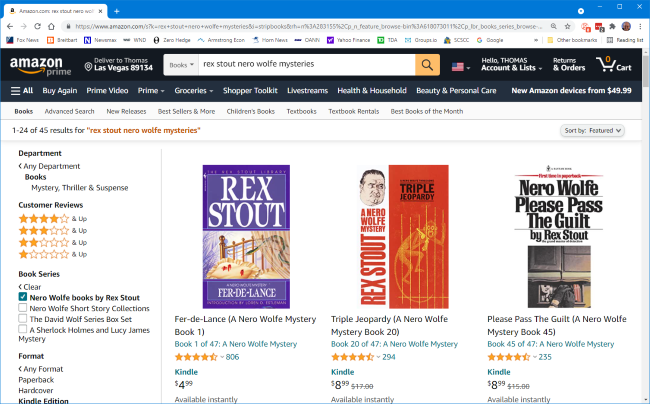 Amazon.com: rex stout nero wolf
https://www.amazon.com/s?k=rex+stout+nero+wolfe+mysteries&i=stripbooks&rh=n%3A283155%2Cp_n_feature_browse-bin%3A618073011%2Cp_lbr_books_series_browse-...
Fox News Breitbart Newsmax WND Zero Hedge Armstrong Econ Hot News OANN Yahoo Finance TDA Groups.io SCSCC Google » Other bookmarks Reading list
amazon prime
Deliver to Thomas
Las Vegas 89134
Books
rex stout nero wolfe mysteries
Hello, THOMAS
Account & Lists
Returns
& Orders
0
Cart
All Buy Again Prime Video Prime Groceries Shopper Toolkit Livestreams Health & Household Beauty & Personal Care New Amazon devices from $49.99
Books Advanced Search New Releases Best Sellers & More Children's Books Textbooks Textbook Rentals Best Books of the Month
1-24 of 45 results for "rex stout nero wolfe mysteries"
Sort by: Featured
Department
Any Department
Books
Mystery, Thriller & Suspense
Customer Reviews
& Up
& Up
& Up
& Up
Book Series
Clear
Nero Wolfe books by Rex Stout
Nero Wolfe Short Story Collections
The David Wolf Series Box Set
A Sherlock Holmes and Lucy James
Mystery
Format
Any Format
Paperback
Hardcover
Kindle Edition
THE REX STOUT LIBRARY
REX
STOUT
A NERO WOLFE MYSTERY
FER-DE-LANCE
INTRODUCTION BY LOREN D. ESTLEMAN
Fer-de-Lance (A Nero Wolfe Mystery
Book 1)
Book 1 of 47: A Nero Wolfe Mystery
806
Kindle
$4.99
Available instantly
TRIPLE
JEOPARDY
REX STOUT
A NERO
WOLFE
MYSTERY
Triple Jeopardy (A Nero Wolfe
Mystery Book 20)
Book 20 of 47: A Nero Wolfe Mystery
294
Kindle
$8.99 $17.00
Available instantly
First time in paperback
Nero Wolfe
Please Pass
The Guilt
by Rex Stout
Please Pass The Guilt (A Nero Wolfe
Mystery Book 45)
Book 45 of 47: A Nero Wolfe Mystery
235
Kindle
$8.99 $15.00
Available instantly